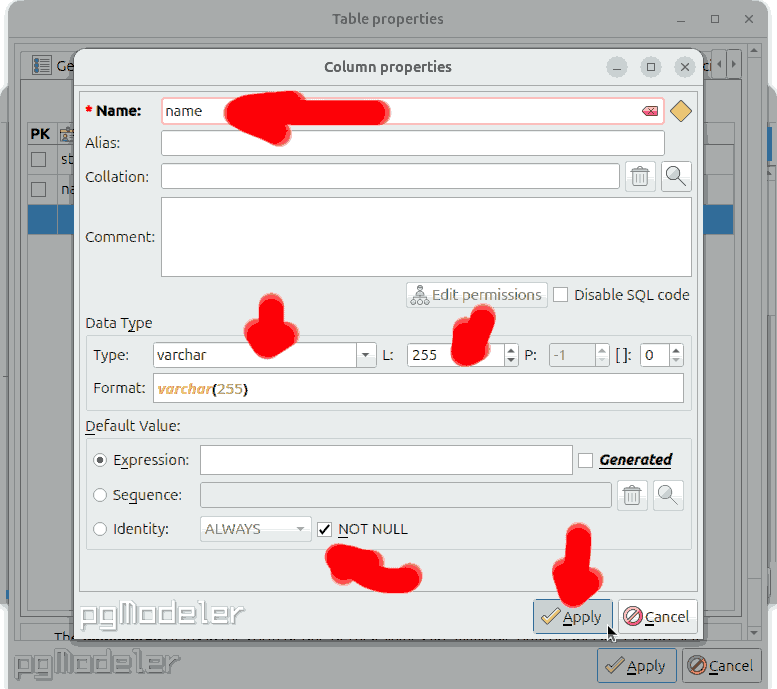 Table properties
Column properties
Ge
PK
st
na
* Name: name
Alias:
Collation:
Comment:
Edit permissions Disable SQL code
Data Type
Type: varchar L: 255 P: -1 []: 0
Format: varchar(255)
Default Value:
Expression: Generated
Sequence:
Identity: ALWAYS NOT NULL
pgModeler Apply Cancel
pgModeler Apply Cancel